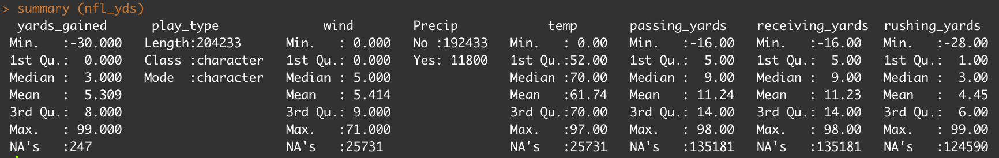 > summary (nfl_yds)
  yards_gained      play_type              wind        Precip            temp       passing_yards    receiving_yards  rushing_yards
 Min.   :-30.000   Length:204233      Min.   : 0.000   No :192433   Min.   : 0.00   Min.   :-16.00   Min.   :-16.00   Min.   :-28.00
 1st Qu.:  0.000   Class :character   1st Qu.: 0.000   Yes: 11800   1st Qu.:52.00   1st Qu.:  5.00   1st Qu.:  5.00   1st Qu.:  1.00
 Median :  3.000   Mode  :character   Median : 5.000                Median :70.00   Median :  9.00   Median :  9.00   Median :  3.00
 Mean   :  5.309                      Mean   : 5.414                Mean   :61.74   Mean   : 11.24   Mean   : 11.23   Mean   :  4.45
 3rd Qu.:  8.000                      3rd Qu.: 9.000                3rd Qu.:70.00   3rd Qu.: 14.00   3rd Qu.: 14.00   3rd Qu.:  6.00
 Max.   : 99.000                      Max.   :71.000                Max.   :97.00   Max.   : 98.00   Max.   : 98.00   Max.   : 99.00
 NA's   :247                          NA's   :25731                 NA's   :25731   NA's   :135181   NA's   :135181   NA's   :124590